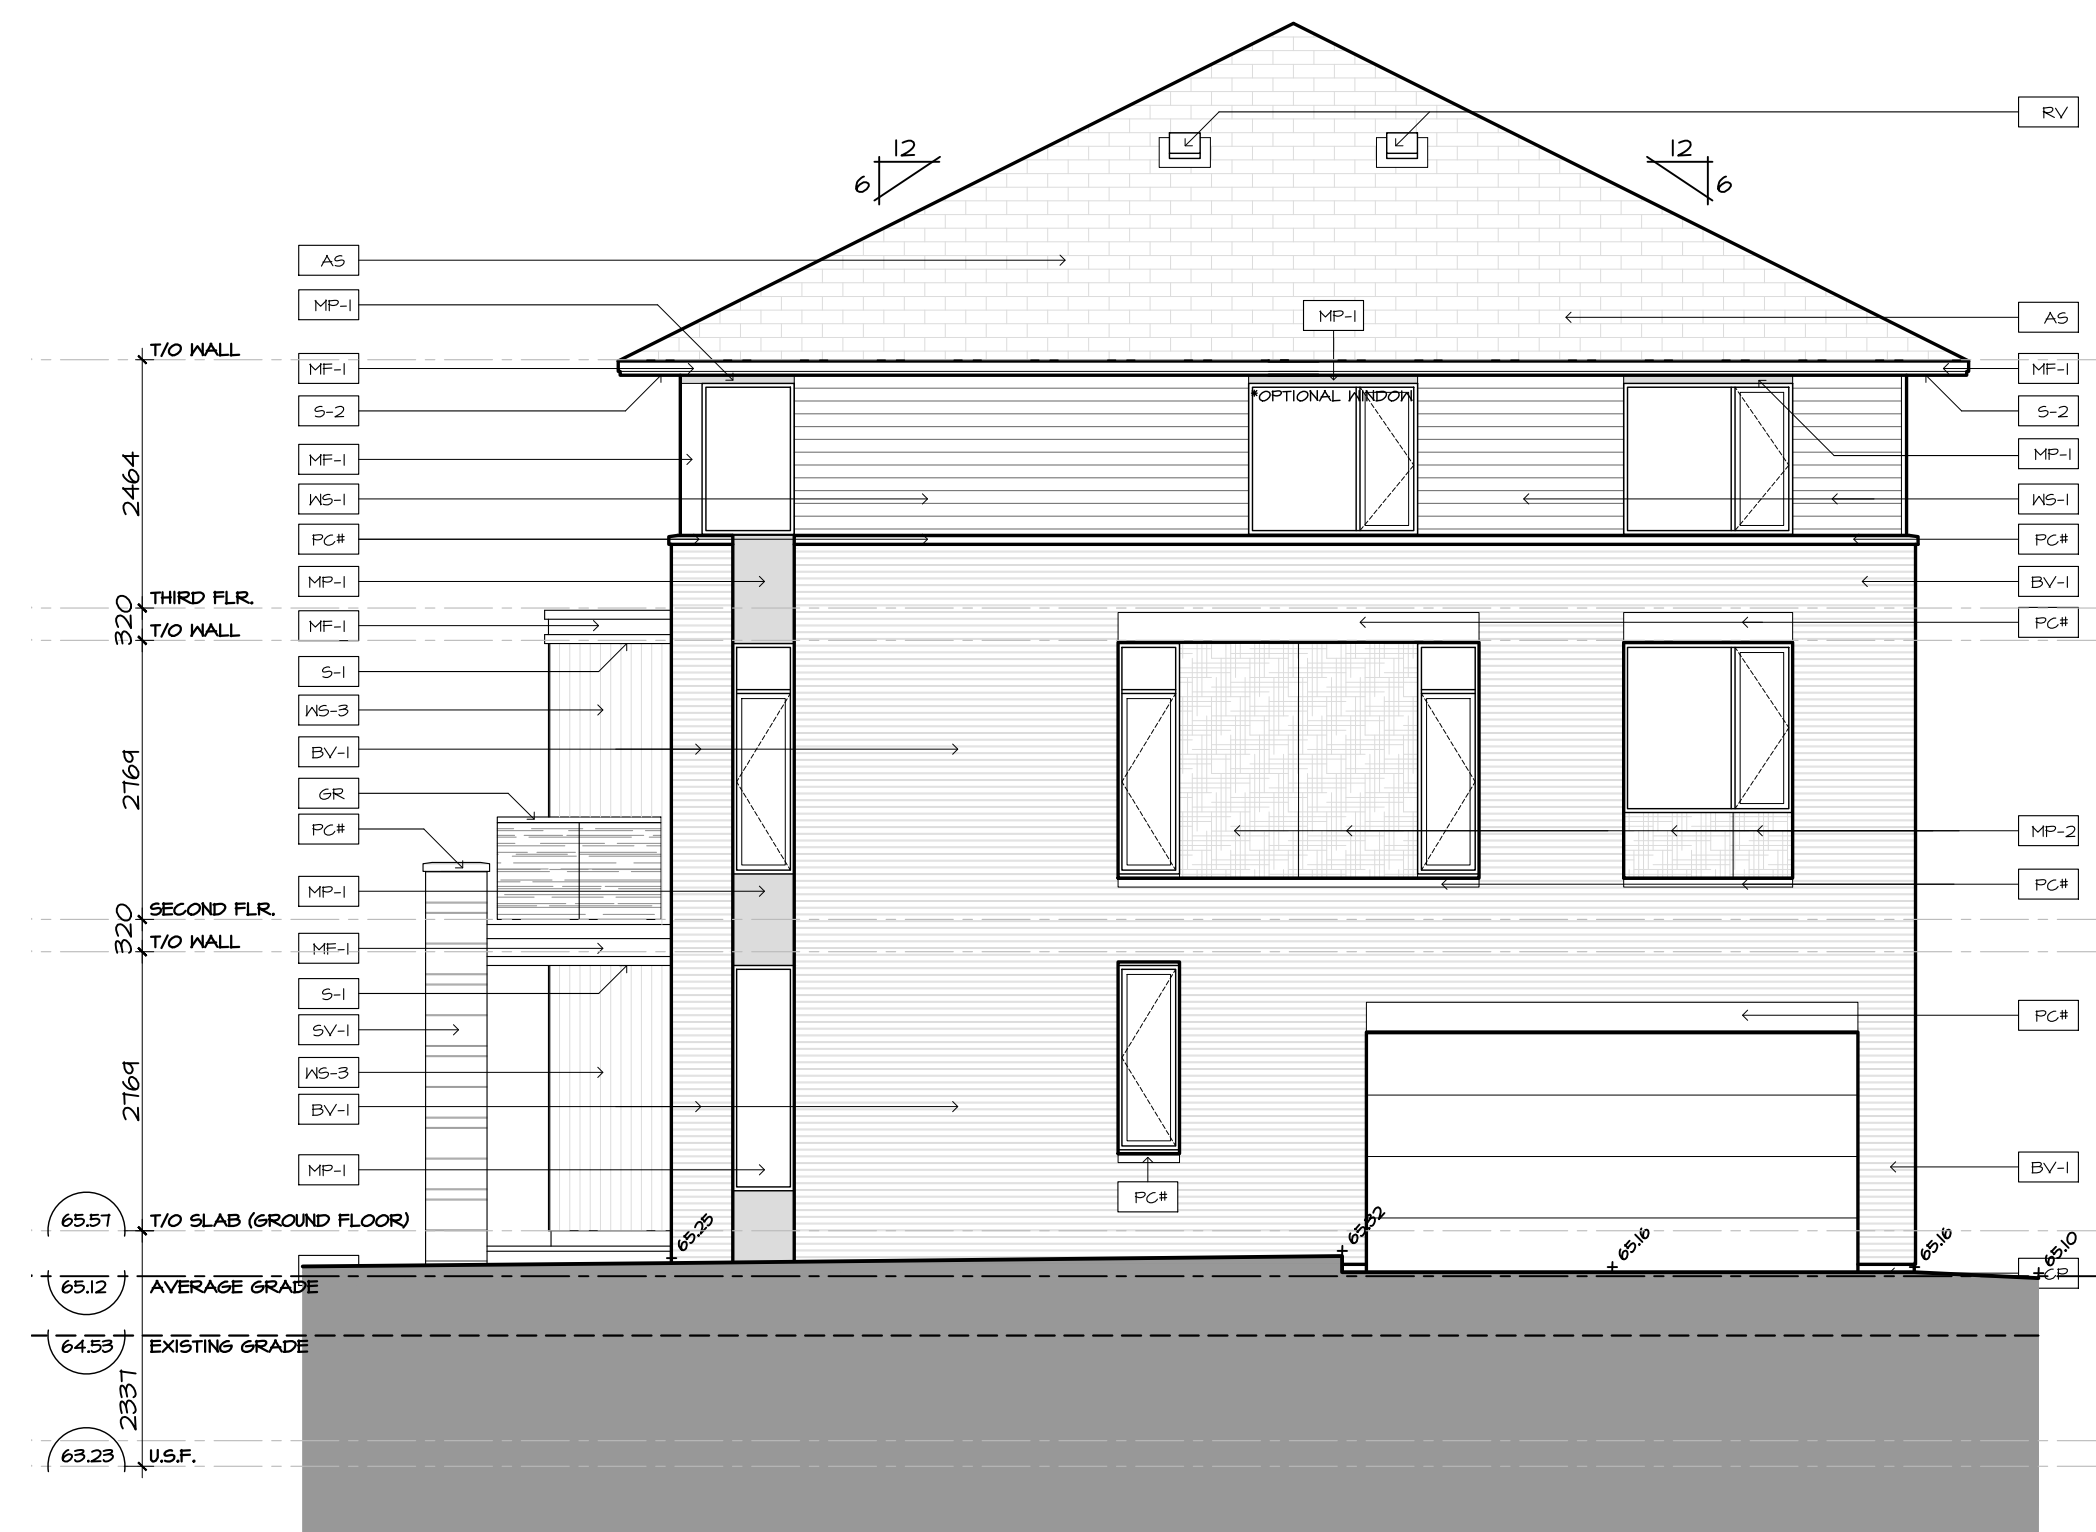 RV
12
12
6
6
AS
MP-1
MP-1
AS
T/O WALL
MF-1
MF-1
*OPTIONAL WINDOW
S-2
S-2
MF-1
MP-1
2464
WS-1
WS-1
PC#
PC#
MP-1
BV-1
THIRD FLR.
320
MF-1
PC#
T/O WALL
S-1
WS-3
BV-1
2769
GR
PC#
MP-2
MP-1
PC#
SECOND FLR.
320
T/O WALL
MF-1
S-1
PC#
SV-1
WS-3
2769
BV-1
MP-1
BV-1
PC#
65.57
T/O SLAB (GROUND FLOOR)
65.25
65.32
65.16
65.16
65.10
CP
65.12
AVERAGE GRADE
64.53
EXISTING GRADE
2337
63.23
U.S.F.